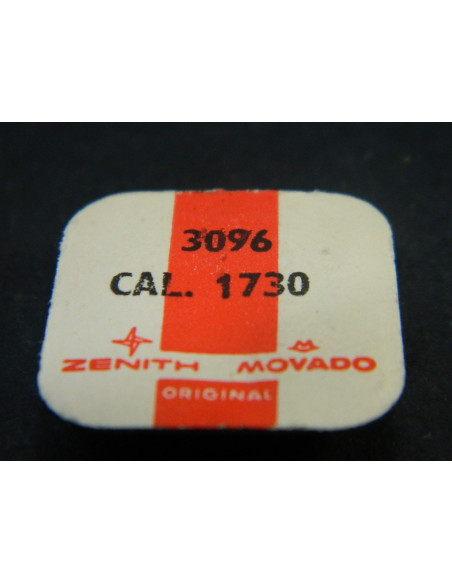 3096
CAL. 1730
ZENITH MOVADO
ORIGINAL